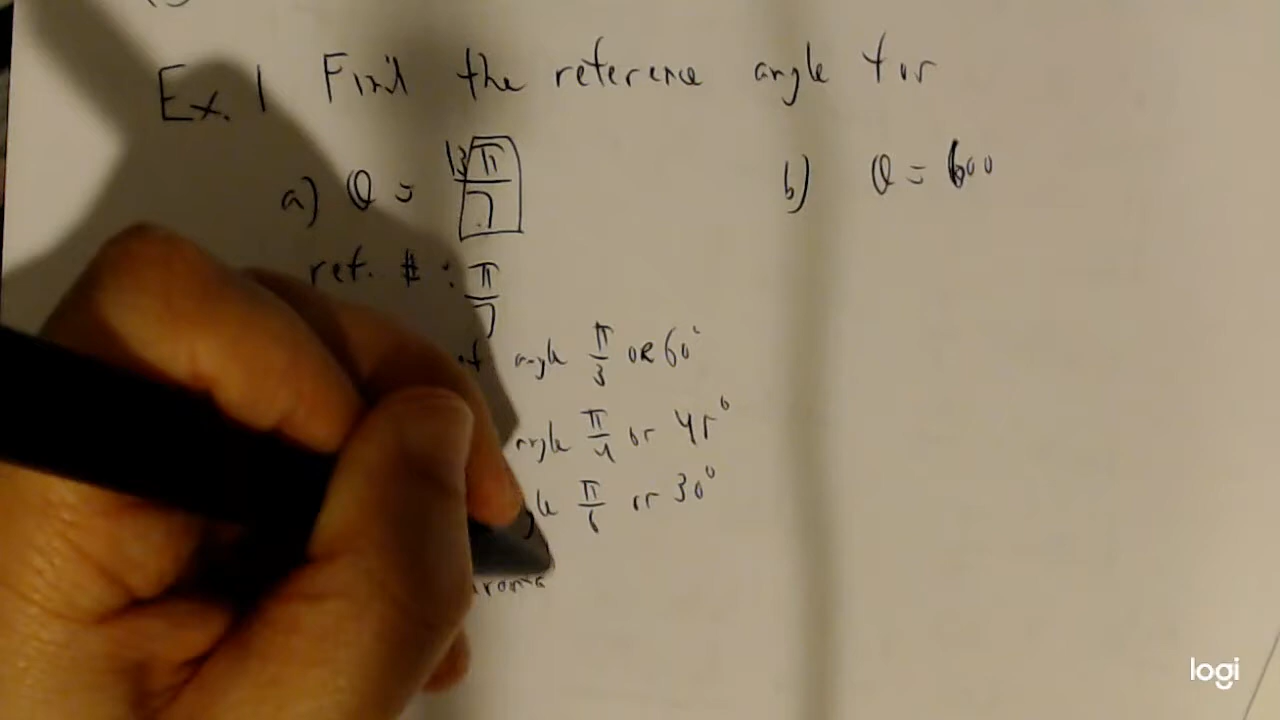 Ex. 1 Find the reference angle for
a) θ = 13π/7
b) θ = 600
ref. # : π/7
angle π/3 OR 60°
angle π/4 or 45°
π/6 or 30°
logi